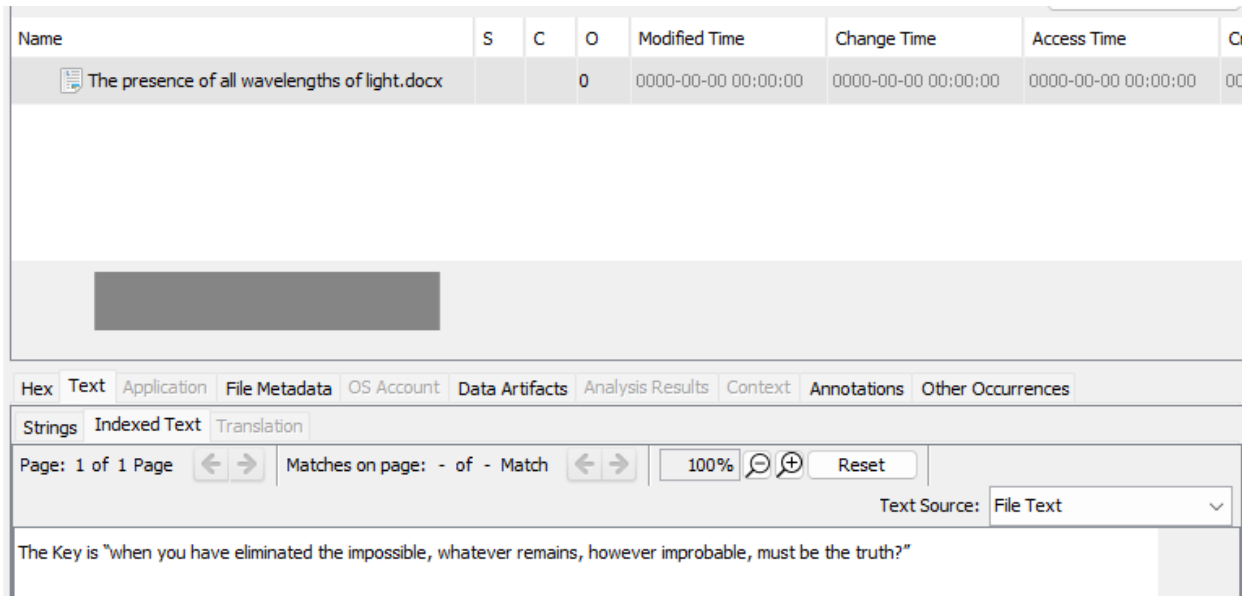 Name S C O Modified Time Change Time Access Time
The presence of all wavelengths of light.docx 0 0000-00-00 00:00:00 0000-00-00 00:00:00 0000-00-00 00:00:00 00
Hex Text Application File Metadata OS Account Data Artifacts Analysis Results Context Annotations Other Occurrences
Strings Indexed Text Translation
Page: 1 of 1 Page Matches on page: - of - Match 100% Reset
Text Source: File Text
The Key is “when you have eliminated the impossible, whatever remains, however improbable, must be the truth?”